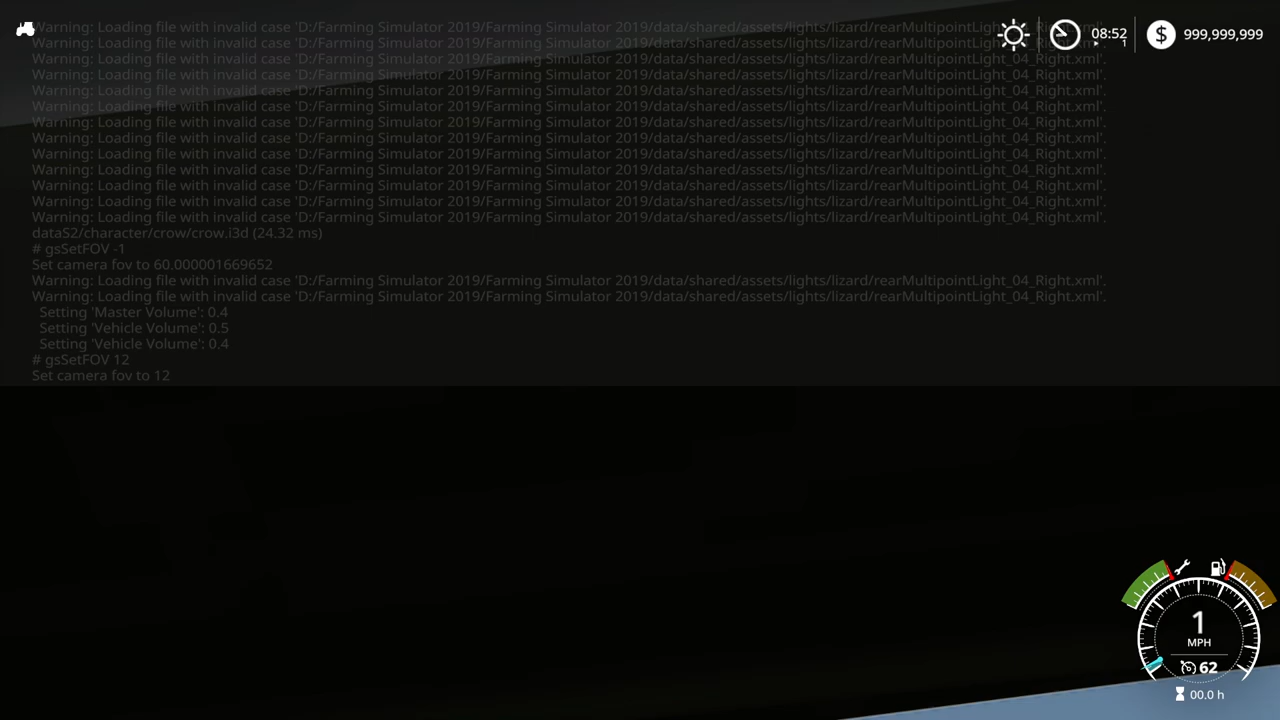 Warning: Loading file with invalid case 'D:/Farming Simulator 2019/Farming Simulator 2019/data/shared/assets/lights/lizard/rearMultipointLight_04_Right.xml'.
Warning: Loading file with invalid case 'D:/Farming Simulator 2019/Farming Simulator 2019/data/shared/assets/lights/lizard/rearMultipointLight_04_Right.xml'.
08:52
1
999,999,999
Warning: Loading file with invalid case 'D:/Farming Simulator 2019/Farming Simulator 2019/data/shared/assets/lights/lizard/rearMultipointLight_04_Right.xml'.
Warning: Loading file with invalid case 'D:/Farming Simulator 2019/Farming Simulator 2019/data/shared/assets/lights/lizard/rearMultipointLight_04_Right.xml'.
Warning: Loading file with invalid case 'D:/Farming Simulator 2019/Farming Simulator 2019/data/shared/assets/lights/lizard/rearMultipointLight_04_Right.xml'.
Warning: Loading file with invalid case 'D:/Farming Simulator 2019/Farming Simulator 2019/data/shared/assets/lights/lizard/rearMultipointLight_04_Right.xml'.
Warning: Loading file with invalid case 'D:/Farming Simulator 2019/Farming Simulator 2019/data/shared/assets/lights/lizard/rearMultipointLight_04_Right.xml'.
Warning: Loading file with invalid case 'D:/Farming Simulator 2019/Farming Simulator 2019/data/shared/assets/lights/lizard/rearMultipointLight_04_Right.xml'.
Warning: Loading file with invalid case 'D:/Farming Simulator 2019/Farming Simulator 2019/data/shared/assets/lights/lizard/rearMultipointLight_04_Right.xml'.
Warning: Loading file with invalid case 'D:/Farming Simulator 2019/Farming Simulator 2019/data/shared/assets/lights/lizard/rearMultipointLight_04_Right.xml'.
Warning: Loading file with invalid case 'D:/Farming Simulator 2019/Farming Simulator 2019/data/shared/assets/lights/lizard/rearMultipointLight_04_Right.xml'.
Warning: Loading file with invalid case 'D:/Farming Simulator 2019/Farming Simulator 2019/data/shared/assets/lights/lizard/rearMultipointLight_04_Right.xml'.
Warning: Loading file with invalid case 'D:/Farming Simulator 2019/Farming Simulator 2019/data/shared/assets/lights/lizard/rearMultipointLight_04_Right.xml'.
dataS2/character/crow/crow.i3d (24.32 ms)
# gsSetFOV -1
Set camera fov to 60.000001669652
Warning: Loading file with invalid case 'D:/Farming Simulator 2019/Farming Simulator 2019/data/shared/assets/lights/lizard/rearMultipointLight_04_Right.xml'.
Warning: Loading file with invalid case 'D:/Farming Simulator 2019/Farming Simulator 2019/data/shared/assets/lights/lizard/rearMultipointLight_04_Right.xml'.
Setting 'Master Volume': 0.4
Setting 'Vehicle Volume': 0.5
Setting 'Vehicle Volume': 0.4
# gsSetFOV 12
Set camera fov to 12
1
MPH
62
00.0 h